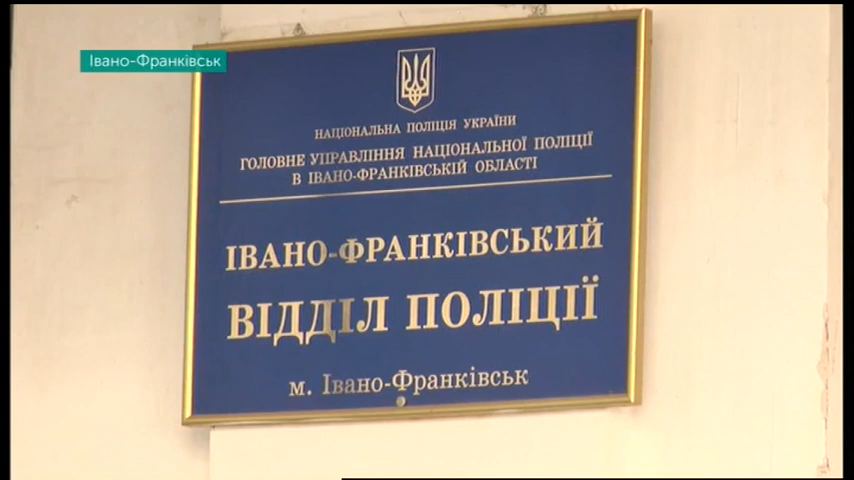 Івано-Франківськ
НАЦІОНАЛЬНА ПОЛІЦІЯ УКРАЇНИ
ГОЛОВНЕ УПРАВЛІННЯ НАЦІОНАЛЬНОЇ ПОЛІЦІЇ
В ІВАНО-ФРАНКІВСЬКІЙ ОБЛАСТІ
ІВАНО-ФРАНКІВСЬКИЙ
ВІДДІЛ ПОЛІЦІЇ
м. Івано-Франківськ